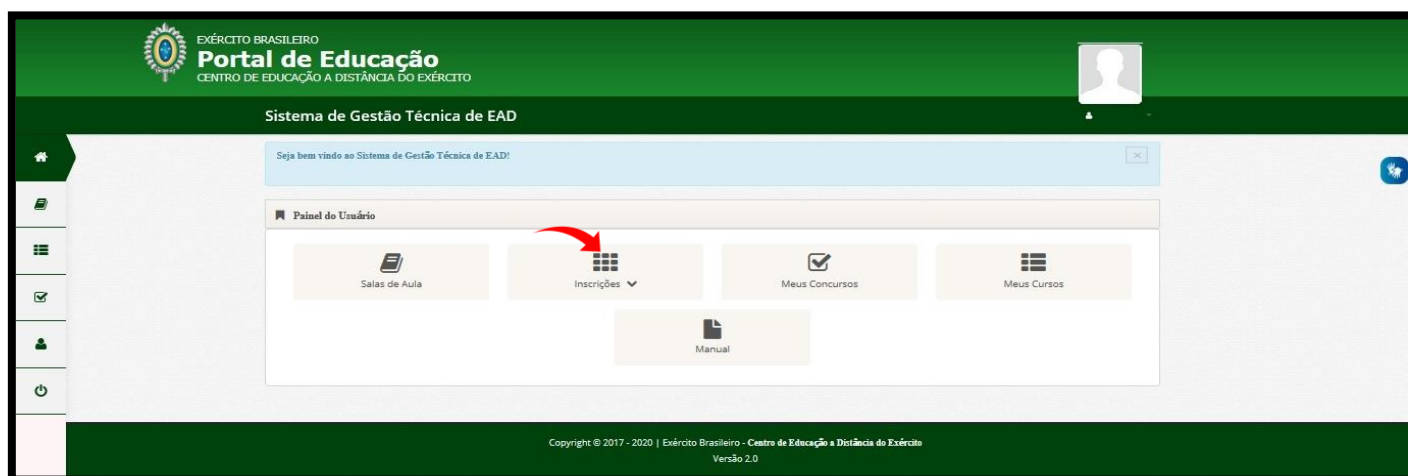 EXÉRCITO BRASILEIRO
Portal de Educação
CENTRO DE EDUCAÇÃO A DISTÂNCIA DO EXÉRCITO
Sistema de Gestão Técnica de EAD
Seja bem vindo ao Sistema de Gestão Técnica de EAD!
Painel do Usuário
Salas de Aula
Inscrições
Meus Concursos
Meus Cursos
Manual
Copyright © 2017 - 2020 | Exército Brasileiro - Centro de Educação a Distância do Exército
Versão 2.0